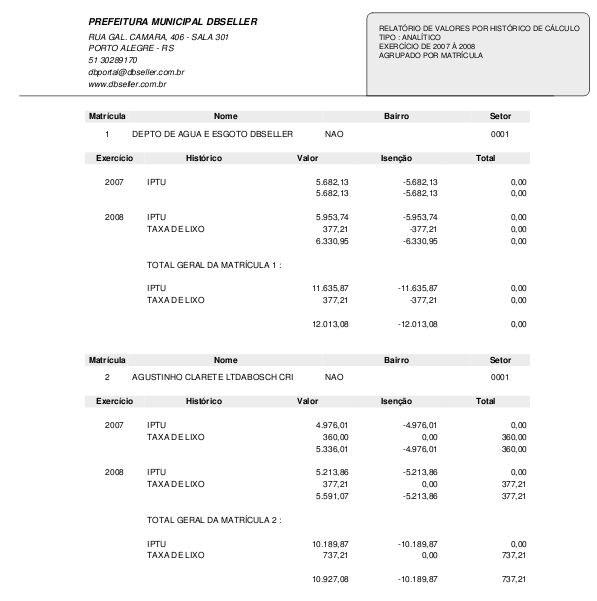 PREFEITURA MUNICIPAL DBSELLER
RUA GAL. CAMARA, 406 - SALA 301
PORTO ALEGRE - RS
51 30289170
dbportal@dbseller.com.br
www.dbseller.com.br
RELATÓRIO DE VALORES POR HISTÓRICO DE CÁLCULO
TIPO : ANALÍTICO
EXERCÍCIO DE 2007 À 2008
AGRUPADO POR MATRÍCULA
Matrícula Nome Bairro Setor
1 DEPTO DE AGUA E ESGOTO DBSELLER NAO 0001
Exercício Histórico Valor Isenção Total
2007 IPTU 5.682,13 -5.682,13 0,00
5.682,13 -5.682,13 0,00
2008 IPTU 5.953,74 -5.953,74 0,00
TAXA DE LIXO 377,21 -377,21 0,00
6.330,95 -6.330,95 0,00
TOTAL GERAL DA MATRÍCULA 1 :
IPTU 11.635,87 -11.635,87 0,00
TAXA DE LIXO 377,21 -377,21 0,00
12.013,08 -12.013,08 0,00
Matrícula Nome Bairro Setor
2 AGUSTINHO CLARETE LTDABOSCH CRI NAO 0001
Exercício Histórico Valor Isenção Total
2007 IPTU 4.976,01 -4.976,01 0,00
TAXA DE LIXO 360,00 0,00 360,00
5.336,01 -4.976,01 360,00
2008 IPTU 5.213,86 -5.213,86 0,00
TAXA DE LIXO 377,21 0,00 377,21
5.591,07 -5.213,86 377,21
TOTAL GERAL DA MATRÍCULA 2 :
IPTU 10.189,87 -10.189,87 0,00
TAXA DE LIXO 737,21 0,00 737,21
10.927,08 -10.189,87 737,21